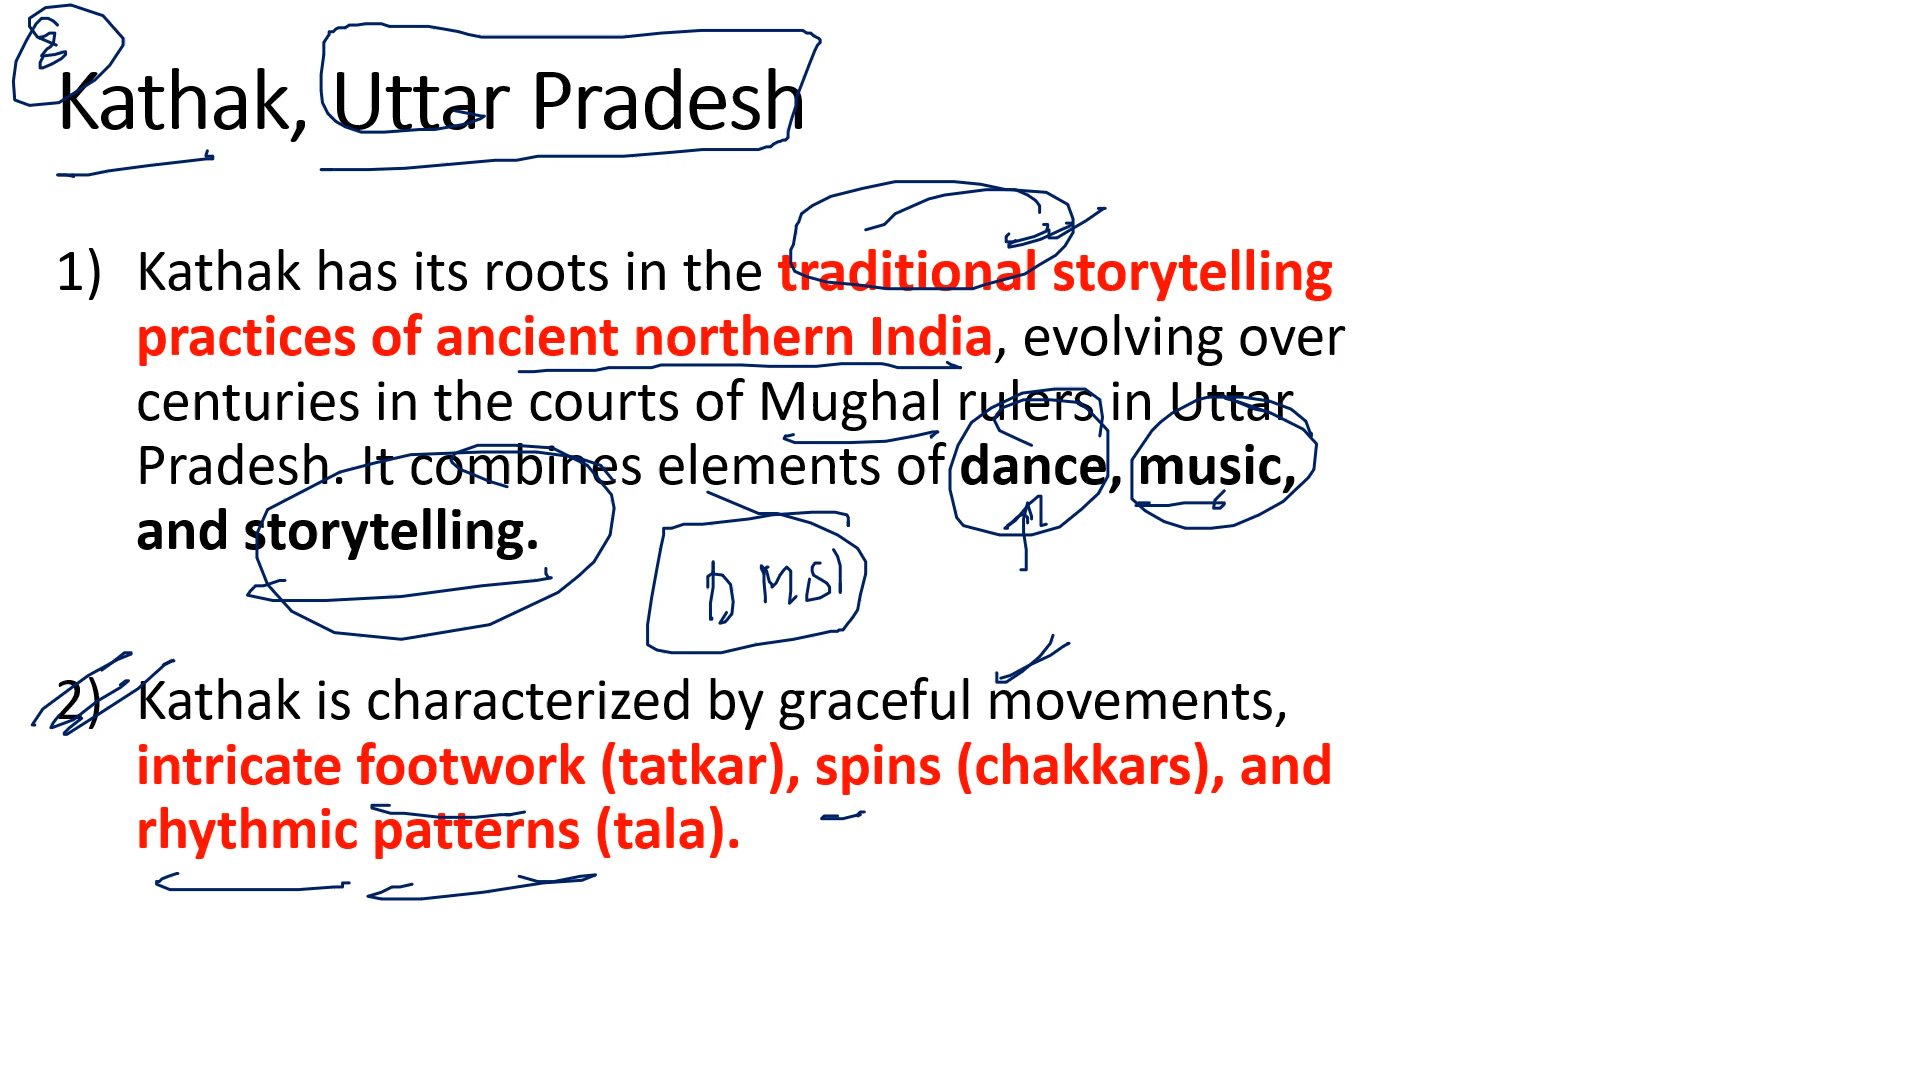 Kathak, Uttar Pradesh
1) Kathak has its roots in the traditional storytelling
practices of ancient northern India, evolving over
centuries in the courts of Mughal rulers in Uttar
Pradesh. It combines elements of dance, music,
and storytelling.
2) Kathak is characterized by graceful movements,
intricate footwork (tatkar), spins (chakkars), and
rhythmic patterns (tala).